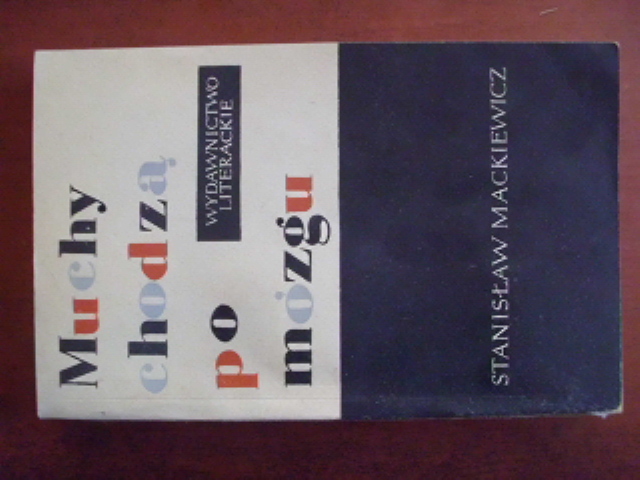 Muchy
chodzą
po
mózgu
WYDAWNICTWO
LITERACKIE
STANISŁAW MACKIEWICZ